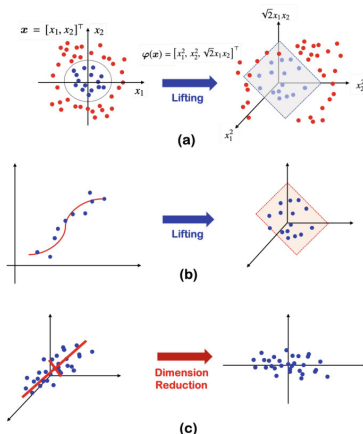 x = [x₁, x₂]ᵀ
x₂
x₁
φ(x) = [x₁², x₂², √2x₁x₂]ᵀ
Lifting
√2x₁x₂
x₂²
x₁²
(a)
Lifting
(b)
Dimension
Reduction
(c)